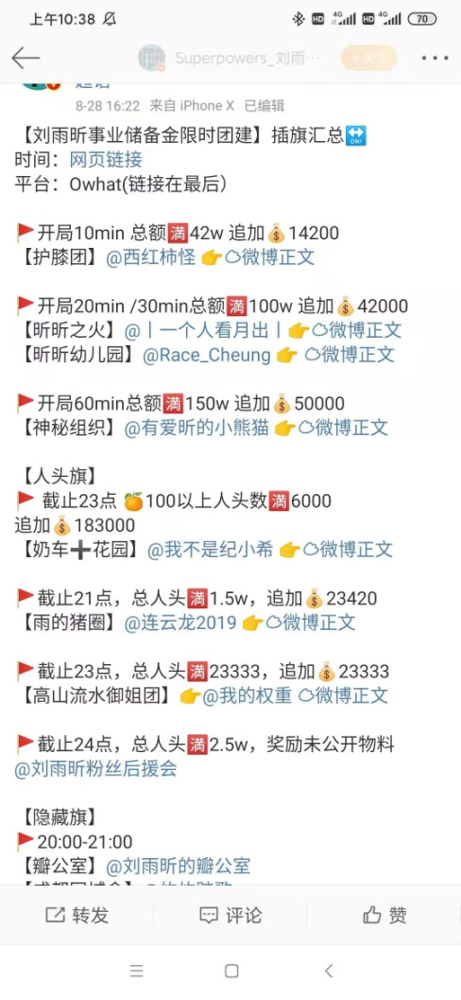 上午10:38
HD 4G HD 4G 70
Superpowers_刘雨…
+关注
超话
8-28 16:22 来自 iPhone X 已编辑
【刘雨昕事业储备金限时团建】插旗汇总
时间：网页链接
平台：Owhat(链接在最后）
🚩开局10min 总额🈵42w 追加💰14200
【护膝团】@西红柿怪 👉微博正文
🚩开局20min /30min总额🈵100w 追加💰42000
【昕昕之火】@丨一个人看月出丨👉微博正文
【昕昕幼儿园】@Race_Cheung 👉 微博正文
🚩开局60min总额🈵150w 追加💰50000
【神秘组织】@有爱昕的小熊猫 👉微博正文
【人头旗】
🚩 截止23点 🍊100以上人头数🈵6000
追加💰183000
【奶车➕花园】@我不是纪小希 👉微博正文
🚩截止21点，总人头🈵1.5w，追加💰23420
【雨的猪圈】@连云龙2019 👉微博正文
🚩截止23点，总人头🈵23333，追加💰23333
【高山流水御姐团】👉@我的权重 微博正文
🚩截止24点，总人头🈵2.5w，奖励未公开物料
@刘雨昕粉丝后援会
【隐藏旗】
🚩20:00-21:00
【瓣公室】@刘雨昕的瓣公室
转发 评论 赞